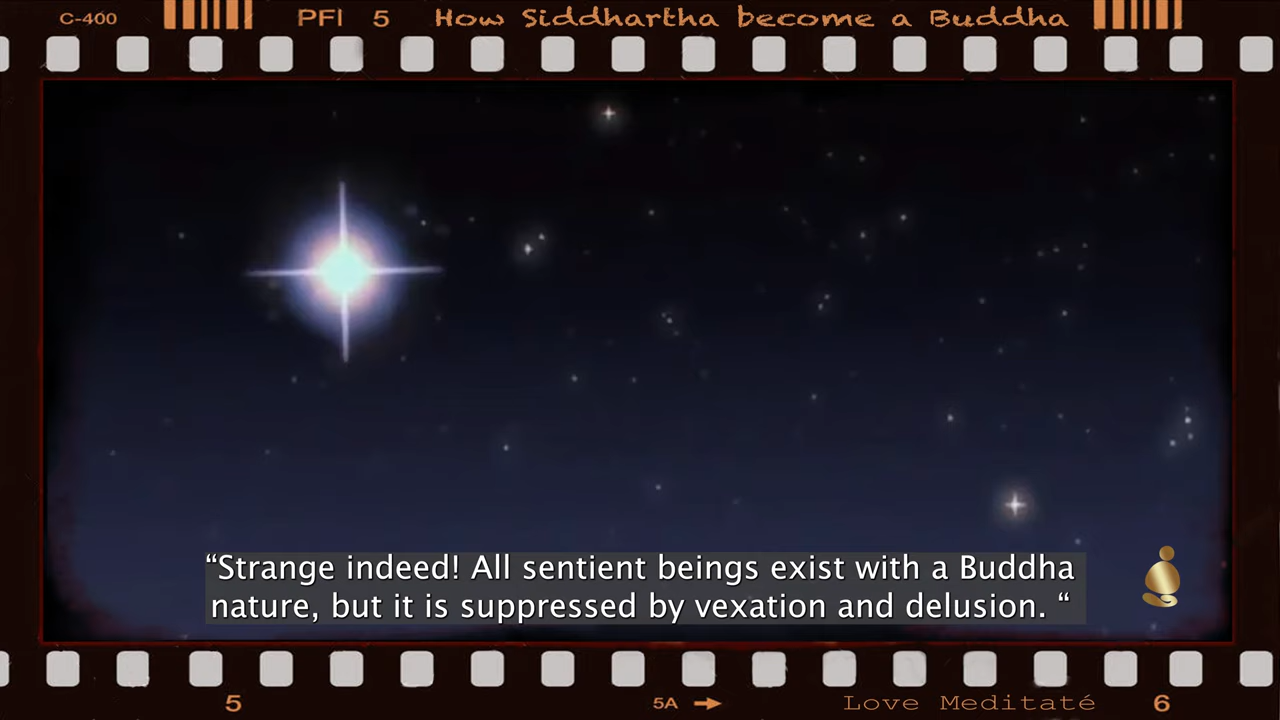 C-400 PFI 5 How Siddhartha become a Buddha
“Strange indeed! All sentient beings exist with a Buddha
nature, but it is suppressed by vexation and delusion. “
5 5A Love Meditaté 6